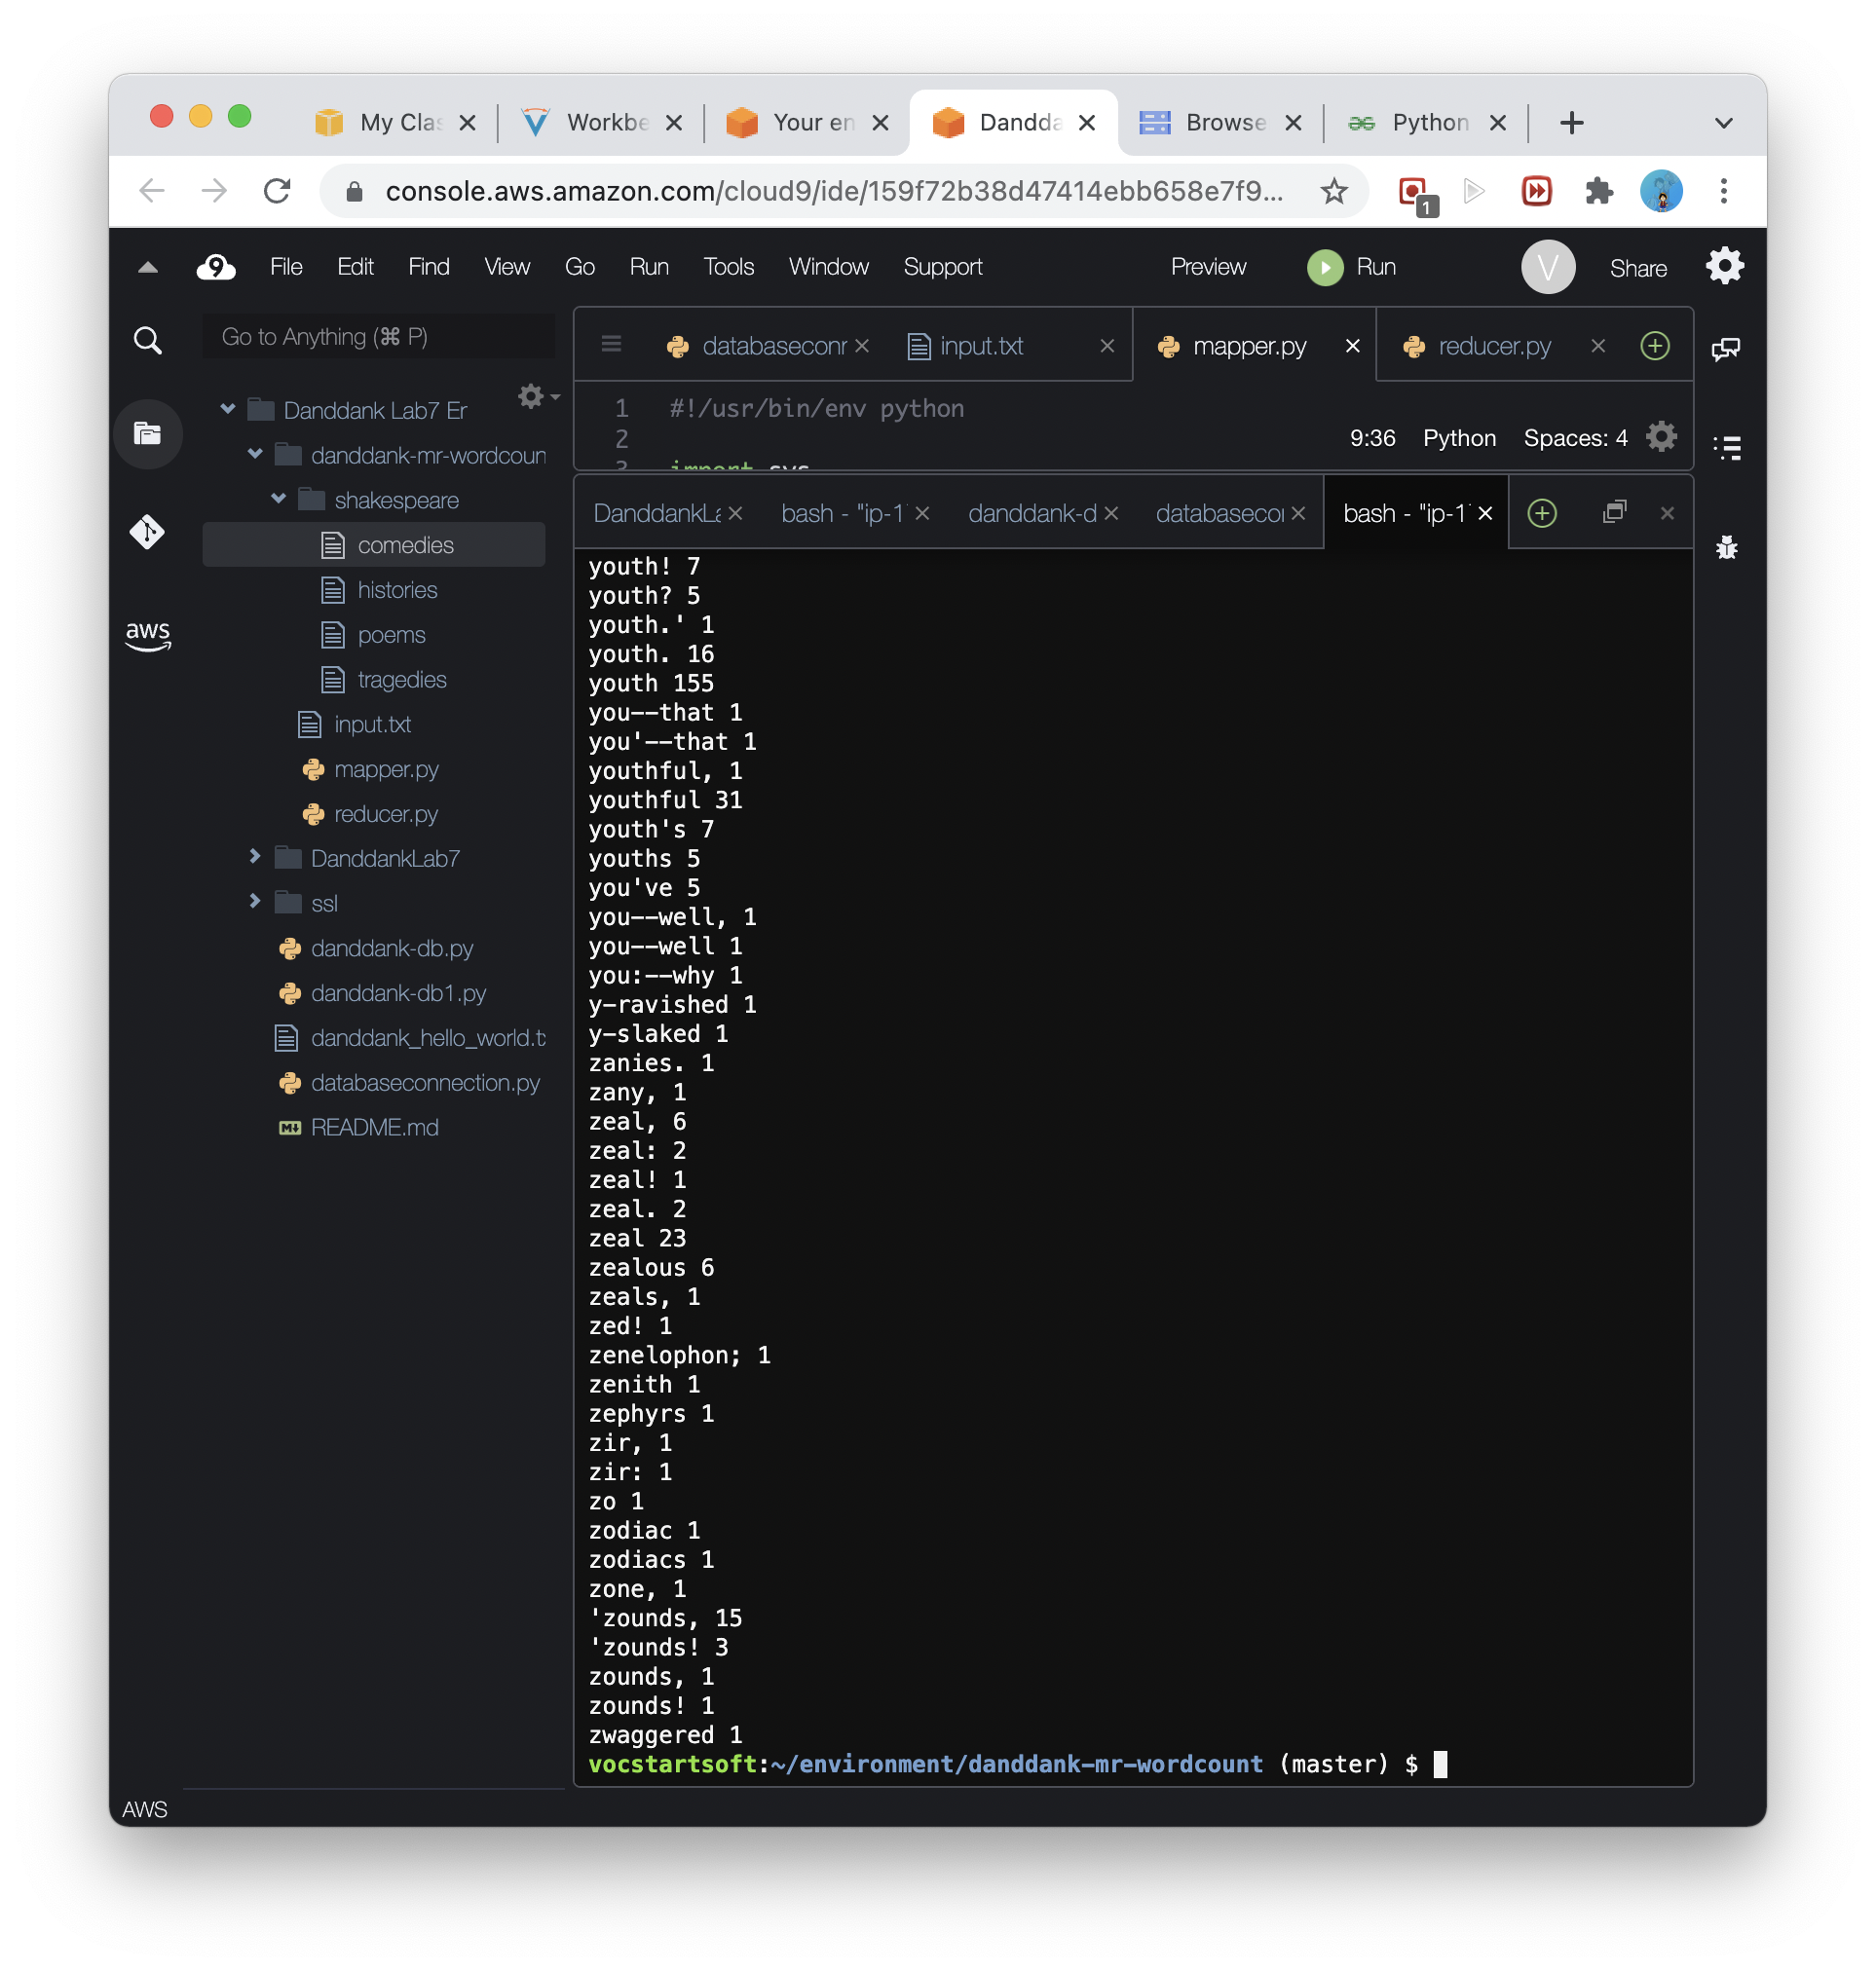 My Clas
Workbe
Your en
Dandda
Browse
Python
console.aws.amazon.com/cloud9/ide/159f72b38d47414ebb658e7f9...
1
9 File Edit Find View Go Run Tools Window Support Preview Run V Share
Go to Anything (⌘ P)
Danddank Lab7 Er
danddank-mr-wordcoun
shakespeare
comedies
histories
poems
tragedies
input.txt
mapper.py
reducer.py
DanddankLab7
ssl
danddank-db.py
danddank-db1.py
danddank_hello_world.tx
databaseconnection.py
README.md
aws
databaseconr input.txt mapper.py reducer.py
1 #!/usr/bin/env python
2
3 import sys
9:36 Python Spaces: 4
DanddankLa bash - "ip-1 danddank-d databasecor bash - "ip-1
youth! 7
youth? 5
youth.' 1
youth. 16
youth 155
you--that 1
you'--that 1
youthful, 1
youthful 31
youth's 7
youths 5
you've 5
you--well, 1
you--well 1
you:--why 1
y-ravished 1
y-slaked 1
zanies. 1
zany, 1
zeal, 6
zeal: 2
zeal! 1
zeal. 2
zeal 23
zealous 6
zeals, 1
zed! 1
zenelophon; 1
zenith 1
zephyrs 1
zir, 1
zir: 1
zo 1
zodiac 1
zodiacs 1
zone, 1
'zounds, 15
'zounds! 3
zounds, 1
zounds! 1
zwaggered 1
vocstartsoft:~/environment/danddank-mr-wordcount (master) $
AWS